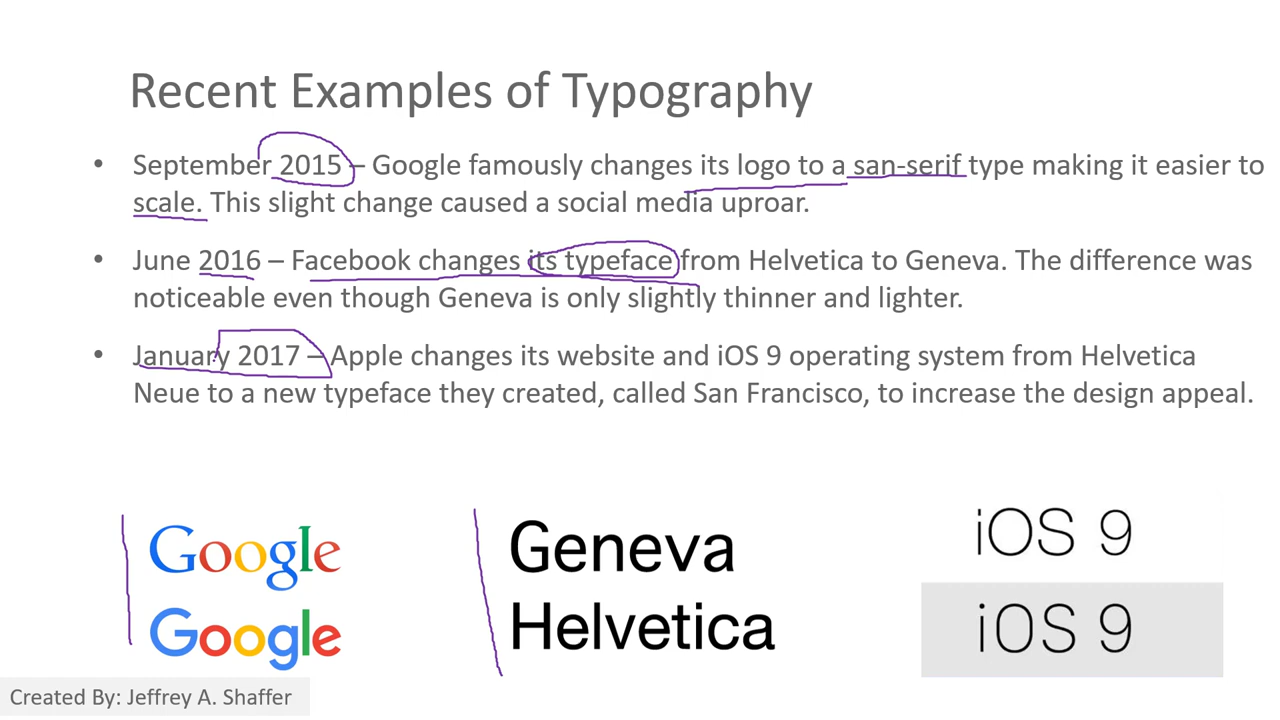 Recent Examples of Typography
• September 2015 – Google famously changes its logo to a san-serif type making it easier to
scale. This slight change caused a social media uproar.
• June 2016 – Facebook changes its typeface from Helvetica to Geneva. The difference was
noticeable even though Geneva is only slightly thinner and lighter.
• January 2017 – Apple changes its website and iOS 9 operating system from Helvetica
Neue to a new typeface they created, called San Francisco, to increase the design appeal.
Google
Google
Geneva
Helvetica
iOS 9
iOS 9
Created By: Jeffrey A. Shaffer